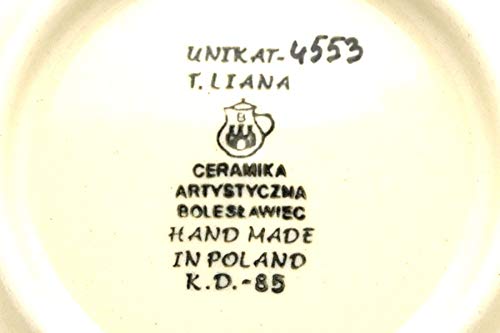 UNIKAT-4553
T. LIANA
B
CERAMIKA
ARTYSTYCZNA
BOLESŁAWIEC
HAND MADE
IN POLAND
K.D.-85